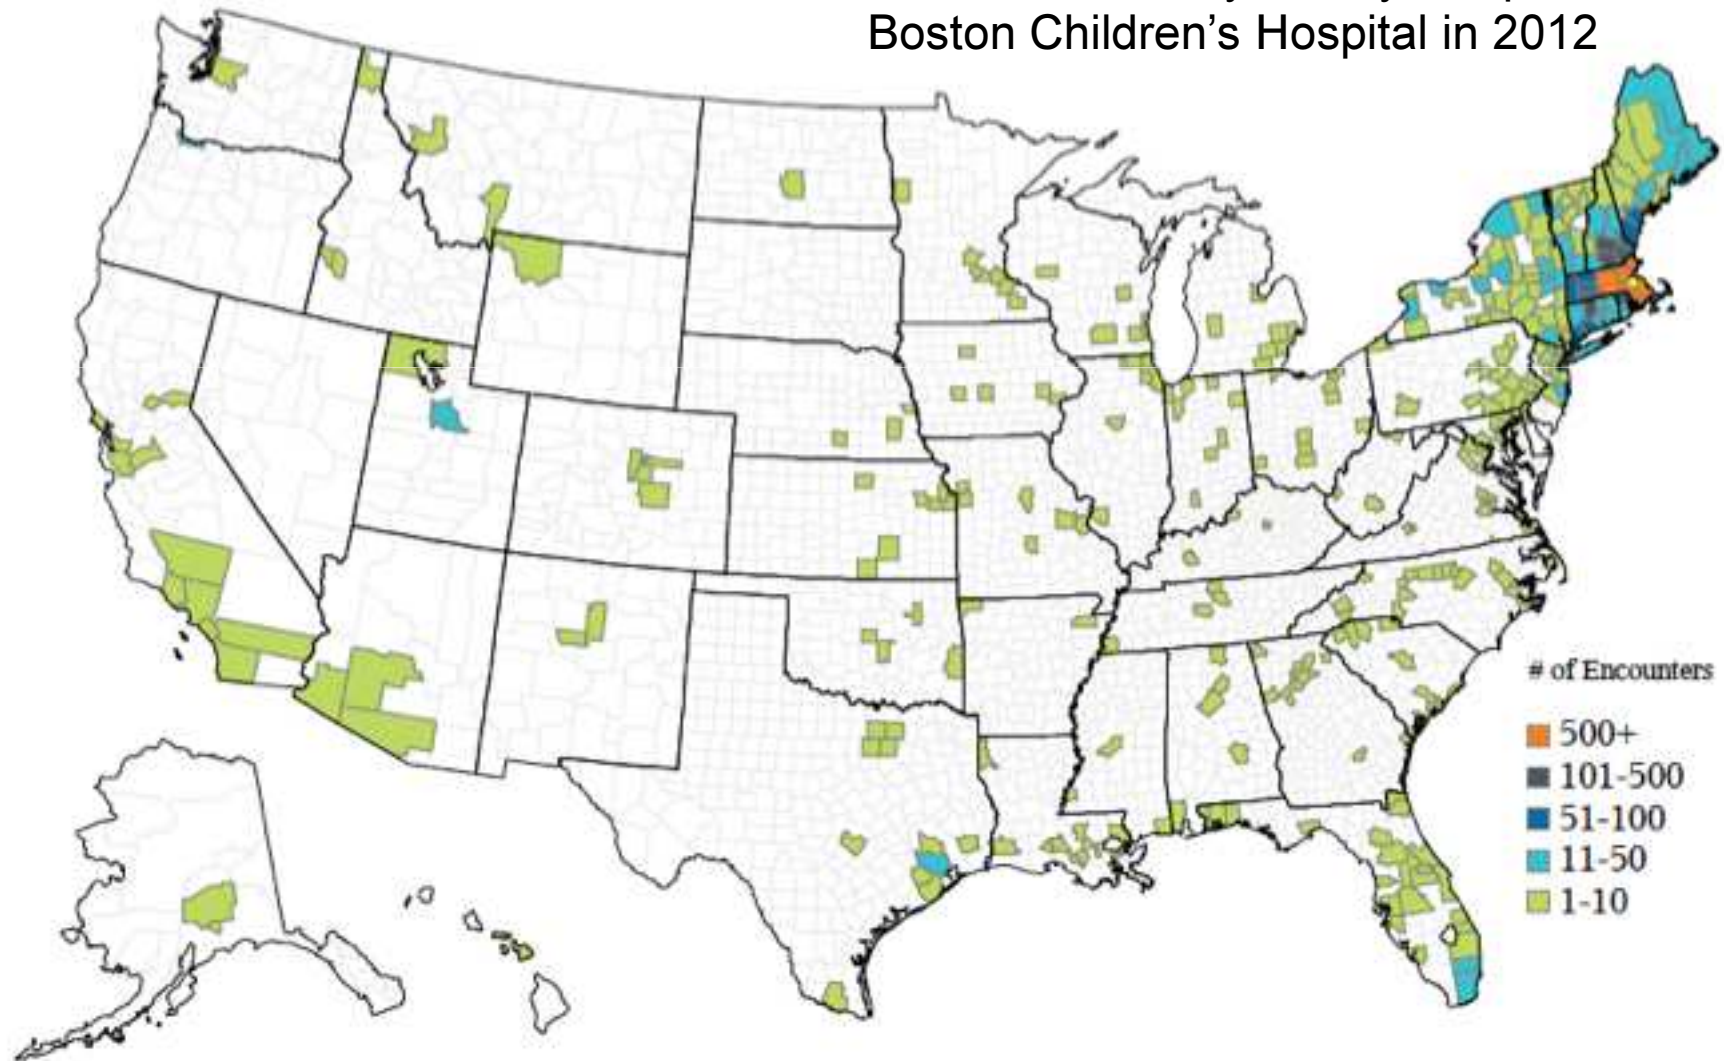 Boston Children’s Hospital in 2012
# of Encounters
500+
101-500
51-100
11-50
1-10